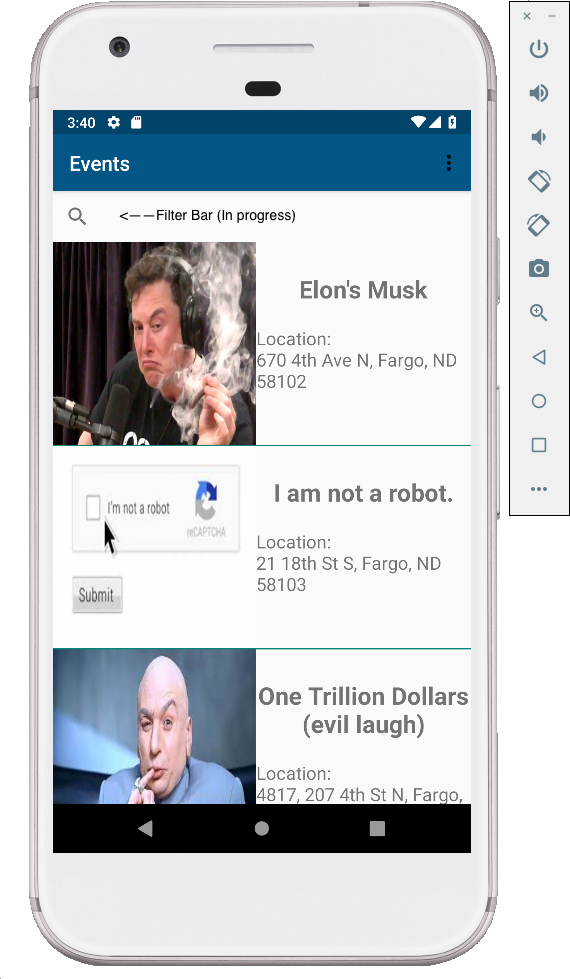 3:40
Events
<——Filter Bar (In progress)
Elon's Musk
Location:
670 4th Ave N, Fargo, ND
58102
I'm not a robot
reCAPTCHA
Submit
I am not a robot.
Location:
21 18th St S, Fargo, ND
58103
One Trillion Dollars
(evil laugh)
Location:
4817, 207 4th St N, Fargo,